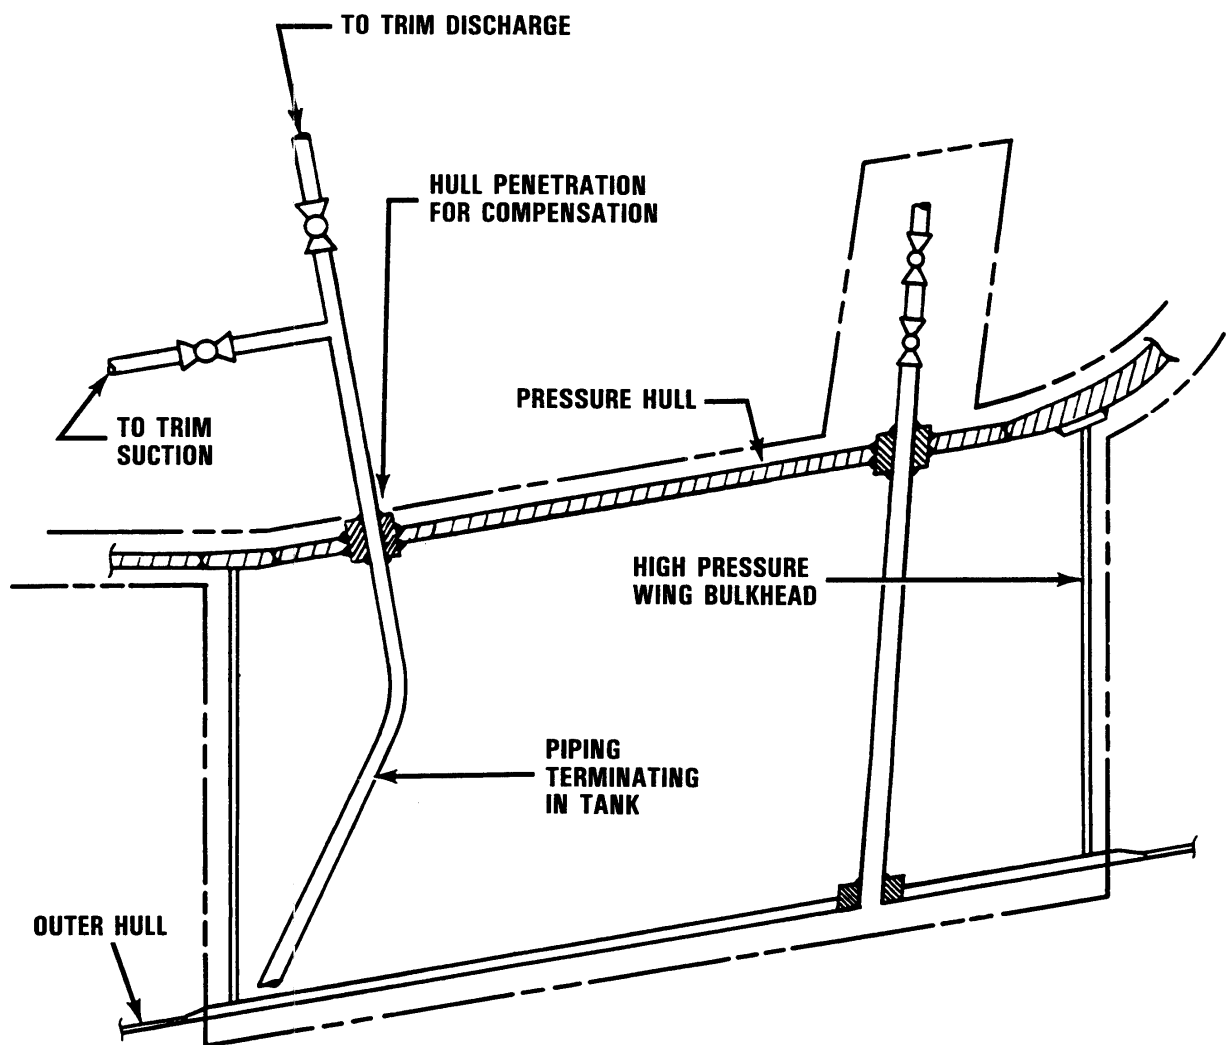 TO TRIM DISCHARGE
HULL PENETRATION
FOR COMPENSATION
PRESSURE HULL
TO TRIM
SUCTION
HIGH PRESSURE
WING BULKHEAD
PIPING
TERMINATING
IN TANK
OUTER HULL